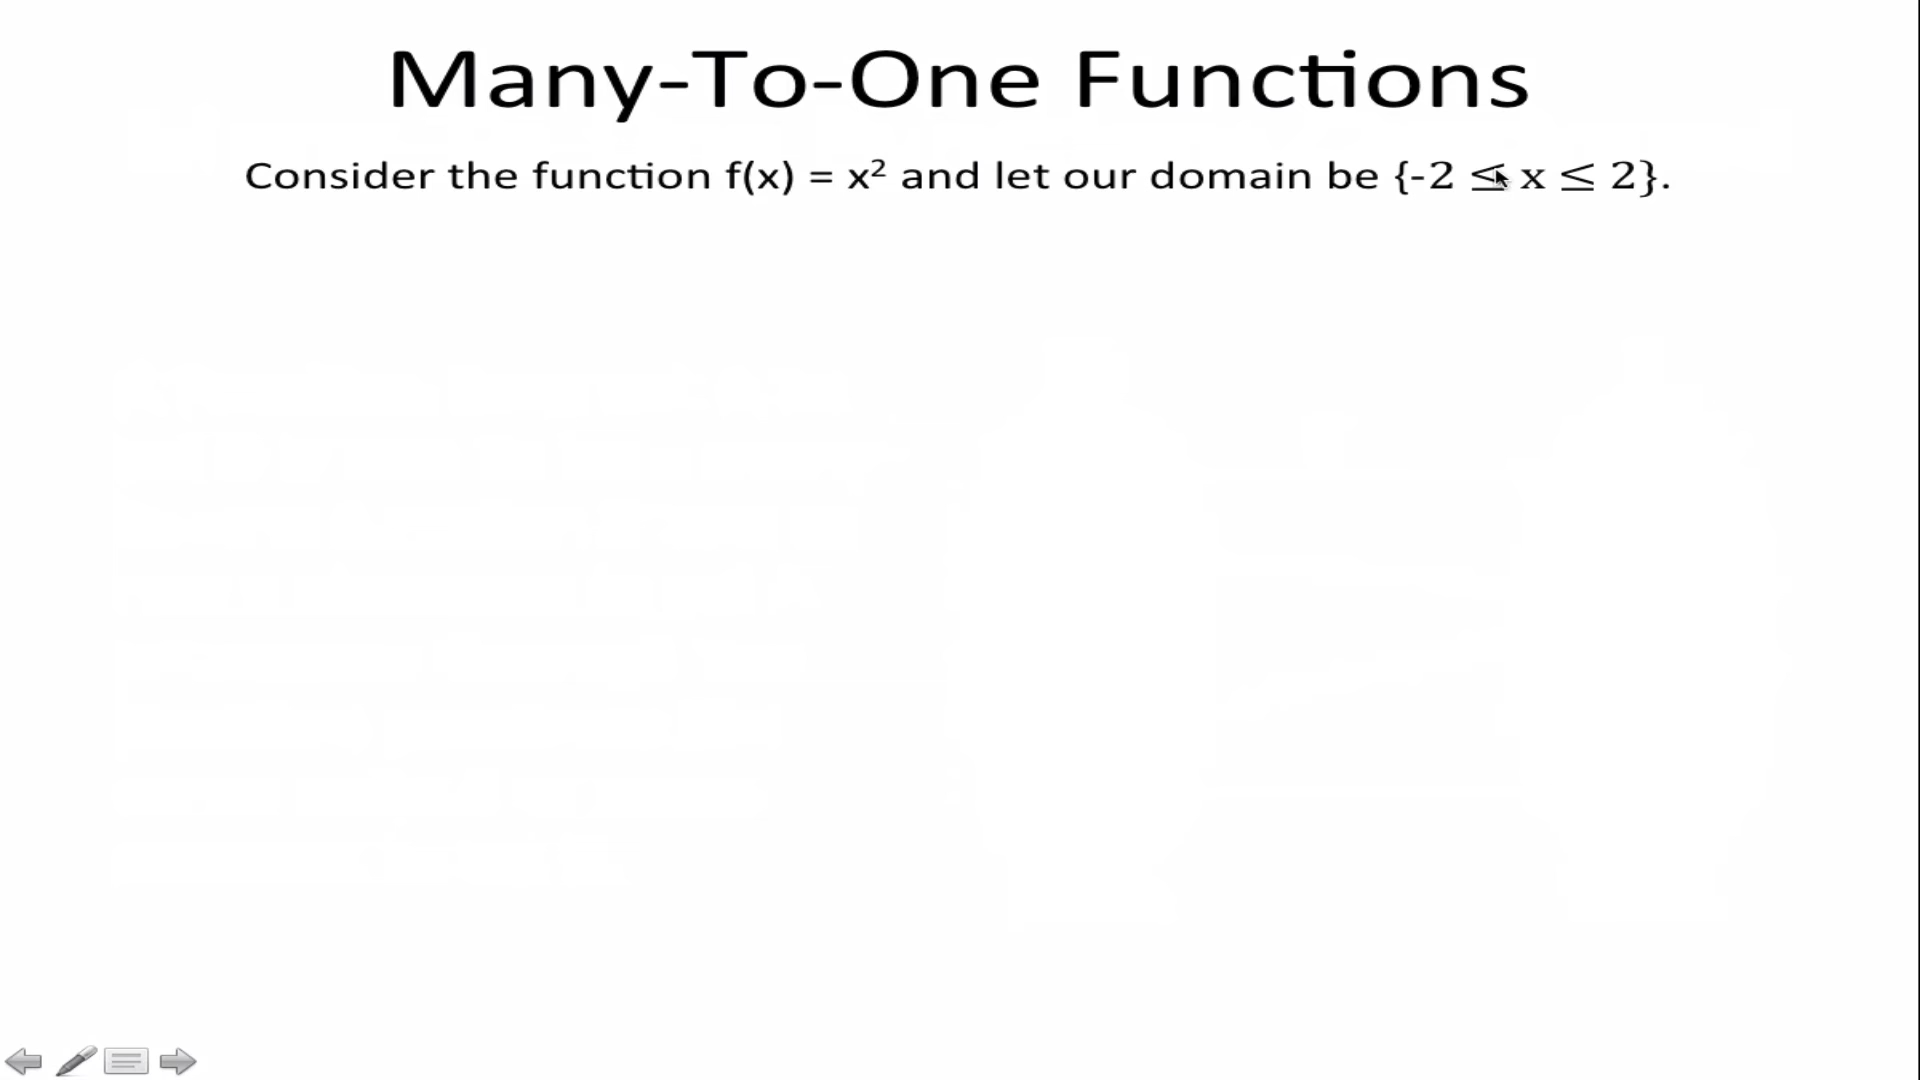 Many-To-One Functions
Consider the function f(x) = x² and let our domain be {-2 ≤ x ≤ 2}.